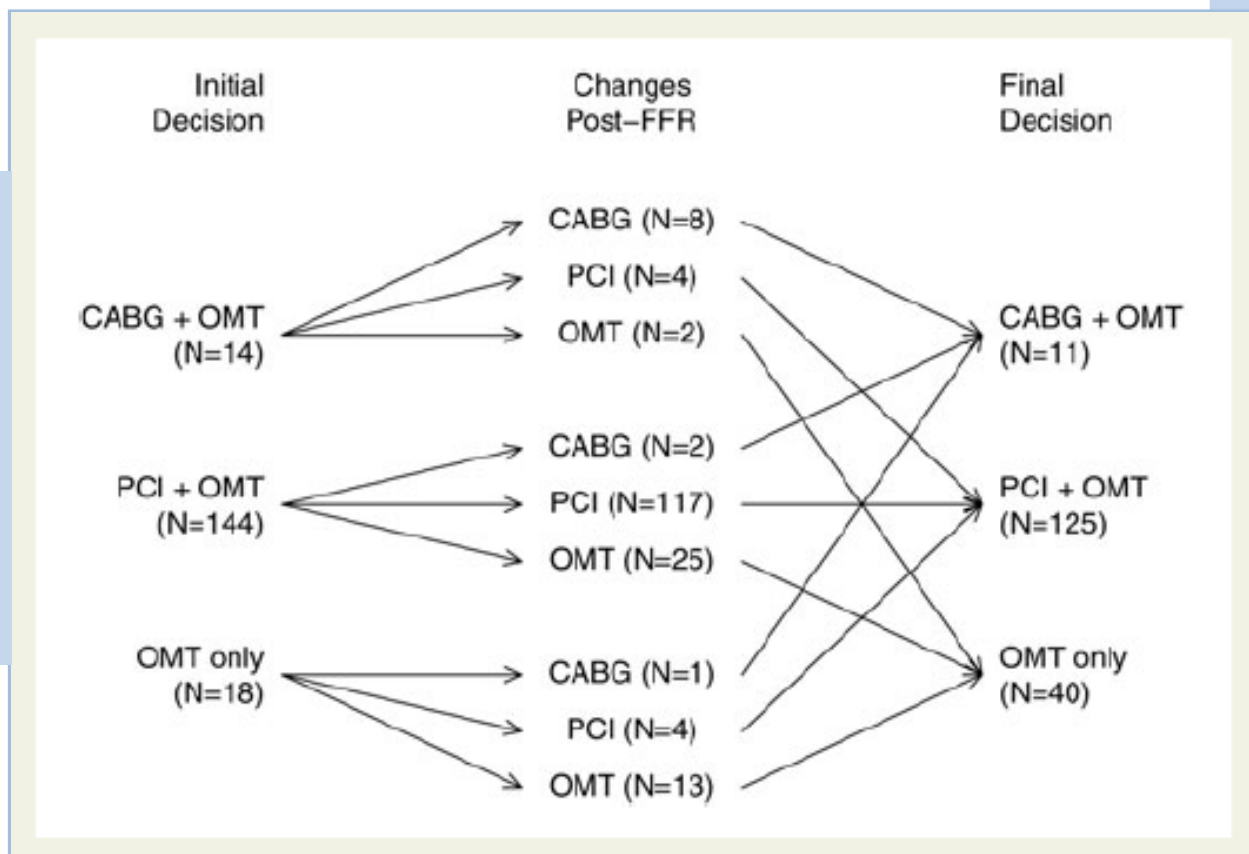 Initial
Decision
Changes
Post-FFR
Final
Decision
CABG + OMT
(N=14)
PCI + OMT
(N=144)
OMT only
(N=18)
CABG (N=8)
PCI (N=4)
OMT (N=2)
CABG (N=2)
PCI (N=117)
OMT (N=25)
CABG (N=1)
PCI (N=4)
OMT (N=13)
CABG + OMT
(N=11)
PCI + OMT
(N=125)
OMT only
(N=40)